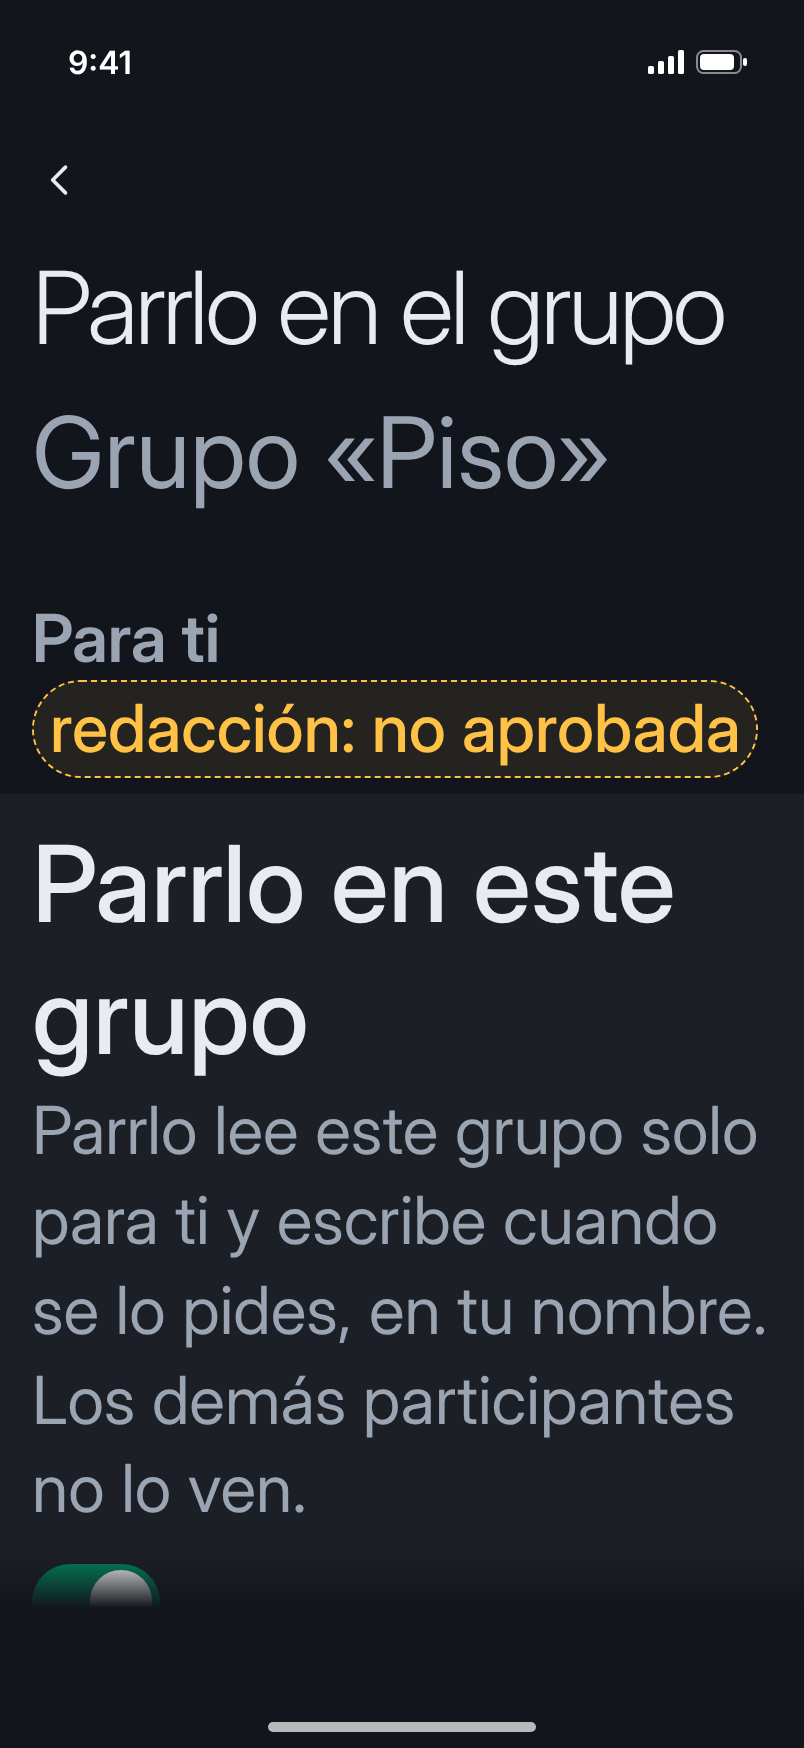 9:41
Parrlo en el grupo
Grupo «Piso»
Para ti
redacción: no aprobada
Parrlo en este
grupo
Parrlo lee este grupo solo
para ti y escribe cuando
se lo pides, en tu nombre.
Los demás participantes
no lo ven.